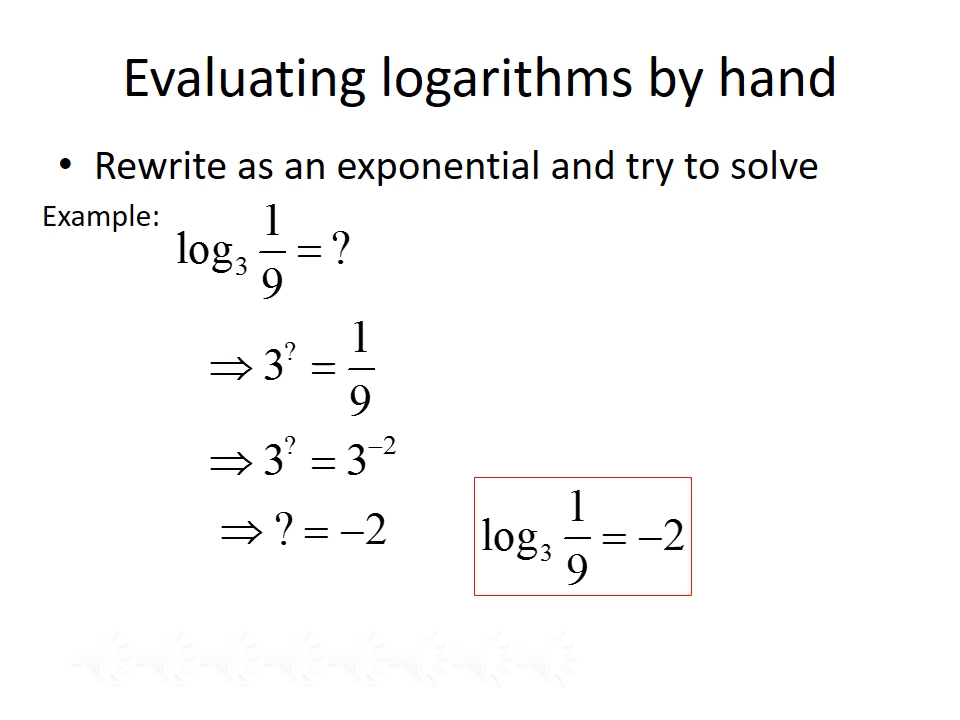 Evaluating logarithms by hand
• Rewrite as an exponential and try to solve
Example:
log₃ 1/9 = ?
⇒ 3^? = 1/9
⇒ 3^? = 3^−2
⇒ ? = −2
log₃ 1/9 = −2